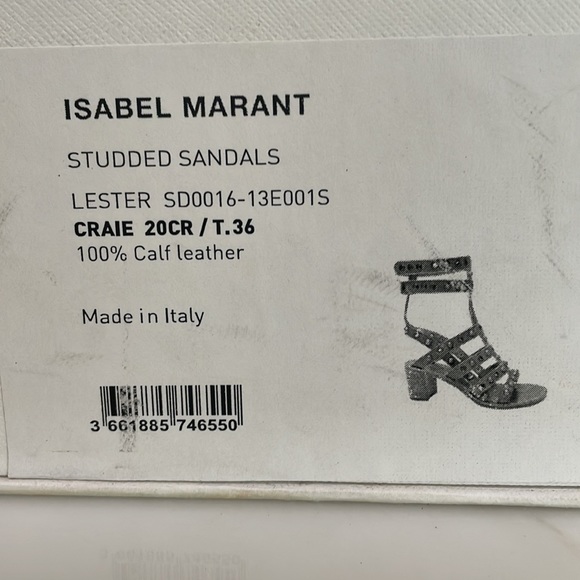 ISABEL MARANT
STUDDED SANDALS
LESTER SD0016-13E001S
CRAIE 20CR / T.36
100% Calf leather
Made in Italy
3 661885 746550